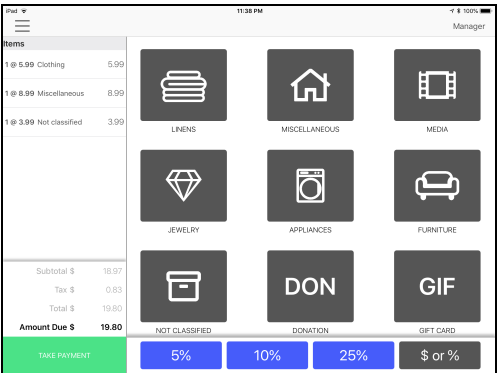 iPad 11:38 PM 100%
Manager
Items
1 @ 5.99 Clothing 5.99
1 @ 8.99 Miscellaneous 8.99
1 @ 3.99 Not classified 3.99
Subtotal $ 18.97
Tax $ 0.83
Total $ 19.80
Amount Due $ 19.80
TAKE PAYMENT
LINENS MISCELLANEOUS MEDIA
JEWELRY APPLIANCES FURNITURE
DON GIF
NOT CLASSIFIED DONATION GIFT CARD
5% 10% 25% $ or %